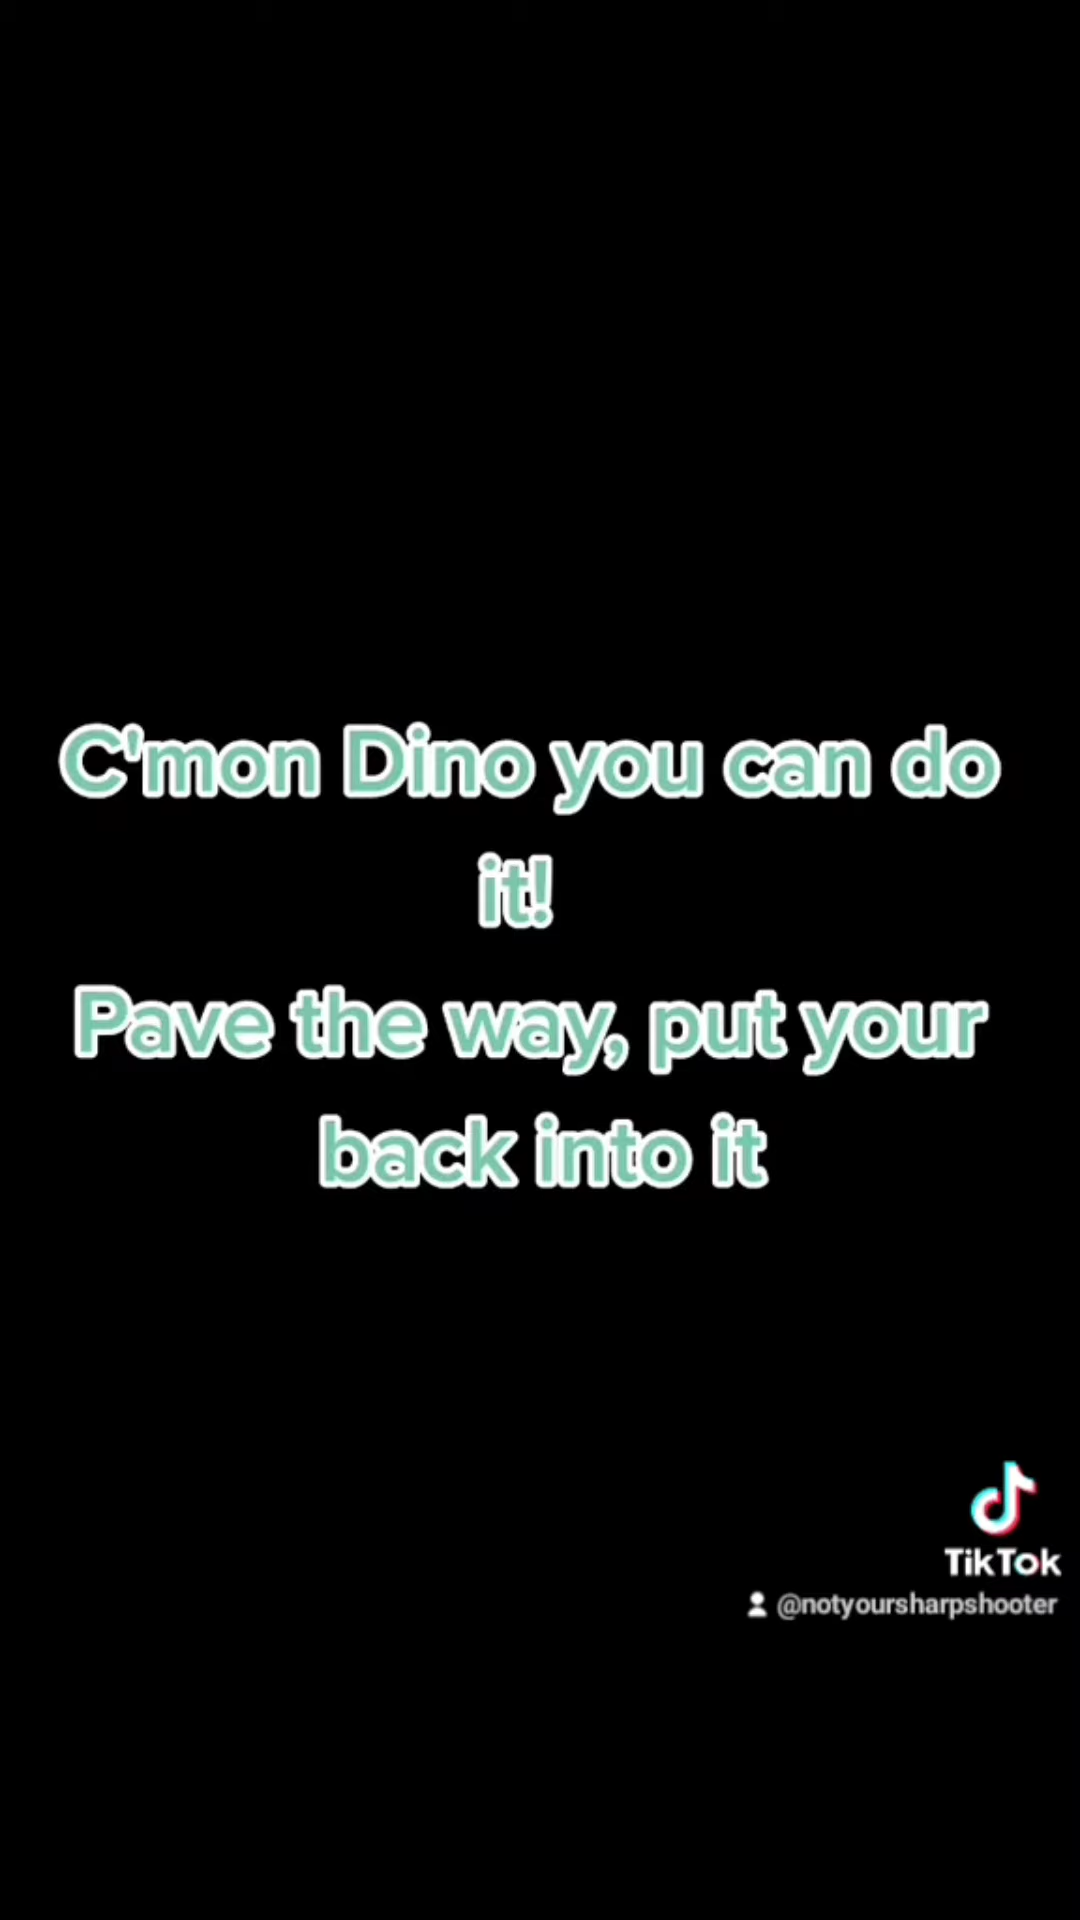 C'mon Dino you can do
it!
Pave the way, put your
back into it
TikTok
@notyoursharpshooter